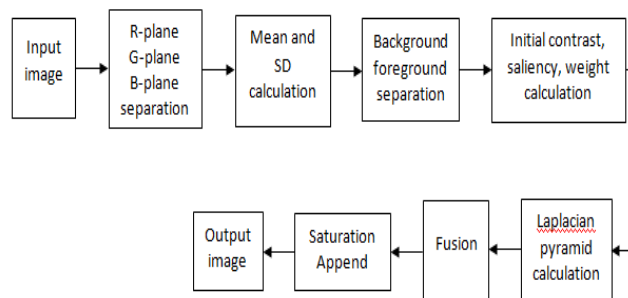 Input
image
R-plane
G-plane
B-plane
separation
Mean and
SD
calculation
Background
foreground
separation
Initial contrast,
saliency, weight
calculation
Laplacian
pyramid
calculation
Fusion
Saturation
Append
Output
image